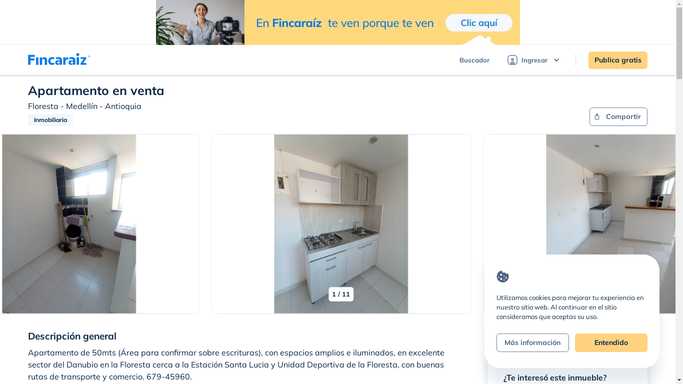 En Fincaraíz te ven porque te ven
Clic aquí
Fincaraíz
Buscador
Ingresar
Publica gratis
Apartamento en venta
Floresta - Medellín - Antioquia
Inmobiliaria
Compartir
1 / 11
Utilizamos cookies para mejorar tu experiencia en
nuestro sitio web. Al continuar en el sitio
consideramos que aceptas su uso.
Más información
Entendido
Descripción general
Apartamento de 50mts (Área para confirmar sobre escrituras), con espacios amplios e iluminados, en excelente
sector del Danubio en la Floresta cerca a la Estación Santa Lucia y Unidad Deportiva de la Floresta, con buenas
rutas de transporte y comercio. 679-45960.
¿Te interesó este inmueble?